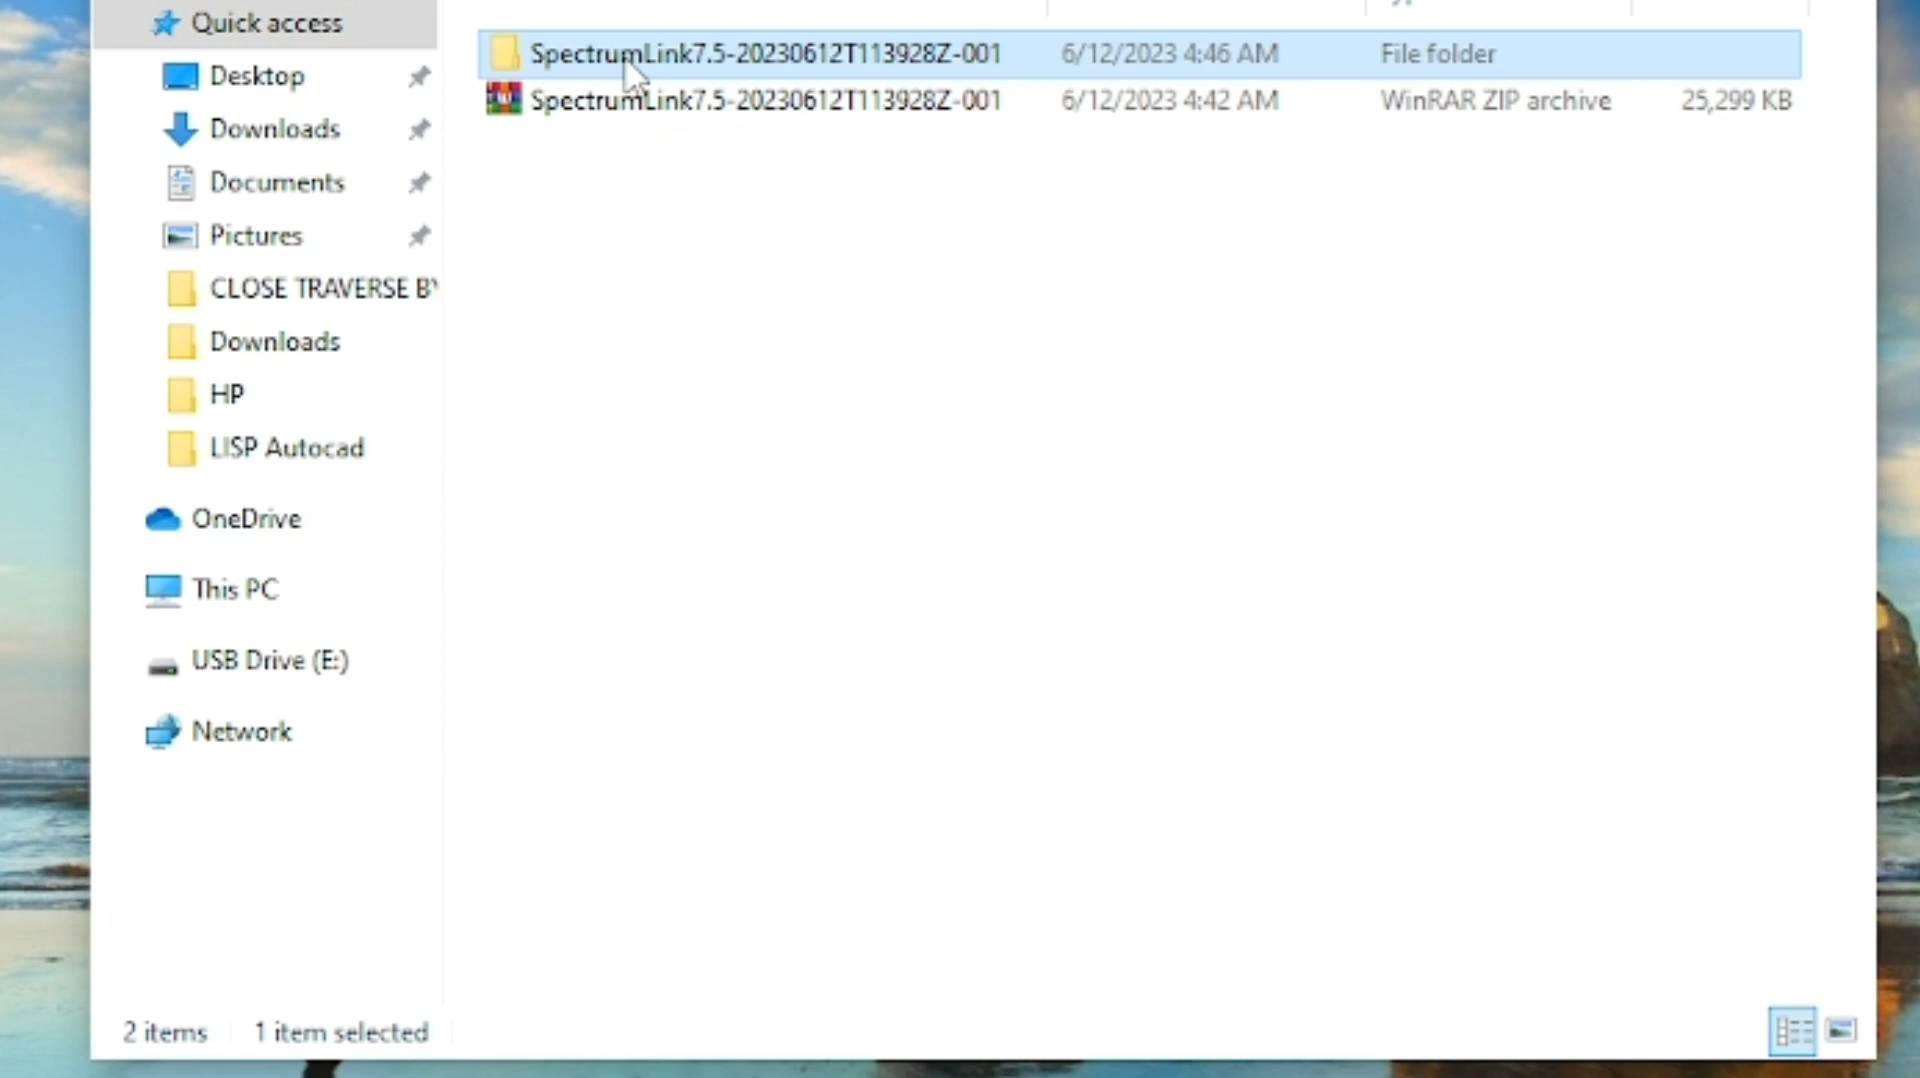 Quick access
Desktop
Downloads
Documents
Pictures
CLOSE TRAVERSE BY
Downloads
HP
LISP Autocad
OneDrive
This PC
USB Drive (E:)
Network
SpectrumLink7.5-20230612T113928Z-001 6/12/2023 4:46 AM File folder
SpectrumLink7.5-20230612T113928Z-001 6/12/2023 4:42 AM WinRAR ZIP archive 25,299 KB
2 items 1 item selected